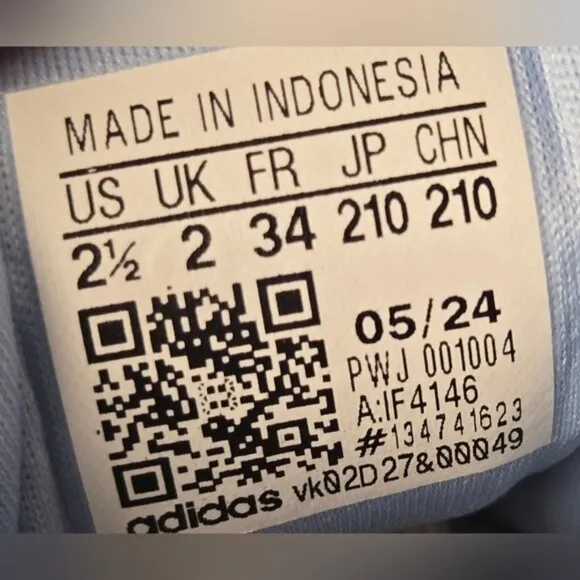 MADE IN INDONESIA
US UK FR JP CHN
2½ 2 34 210 210
05/24
PWJ 001004
A:IF4146
#134741623
adidas vk02D27&00049